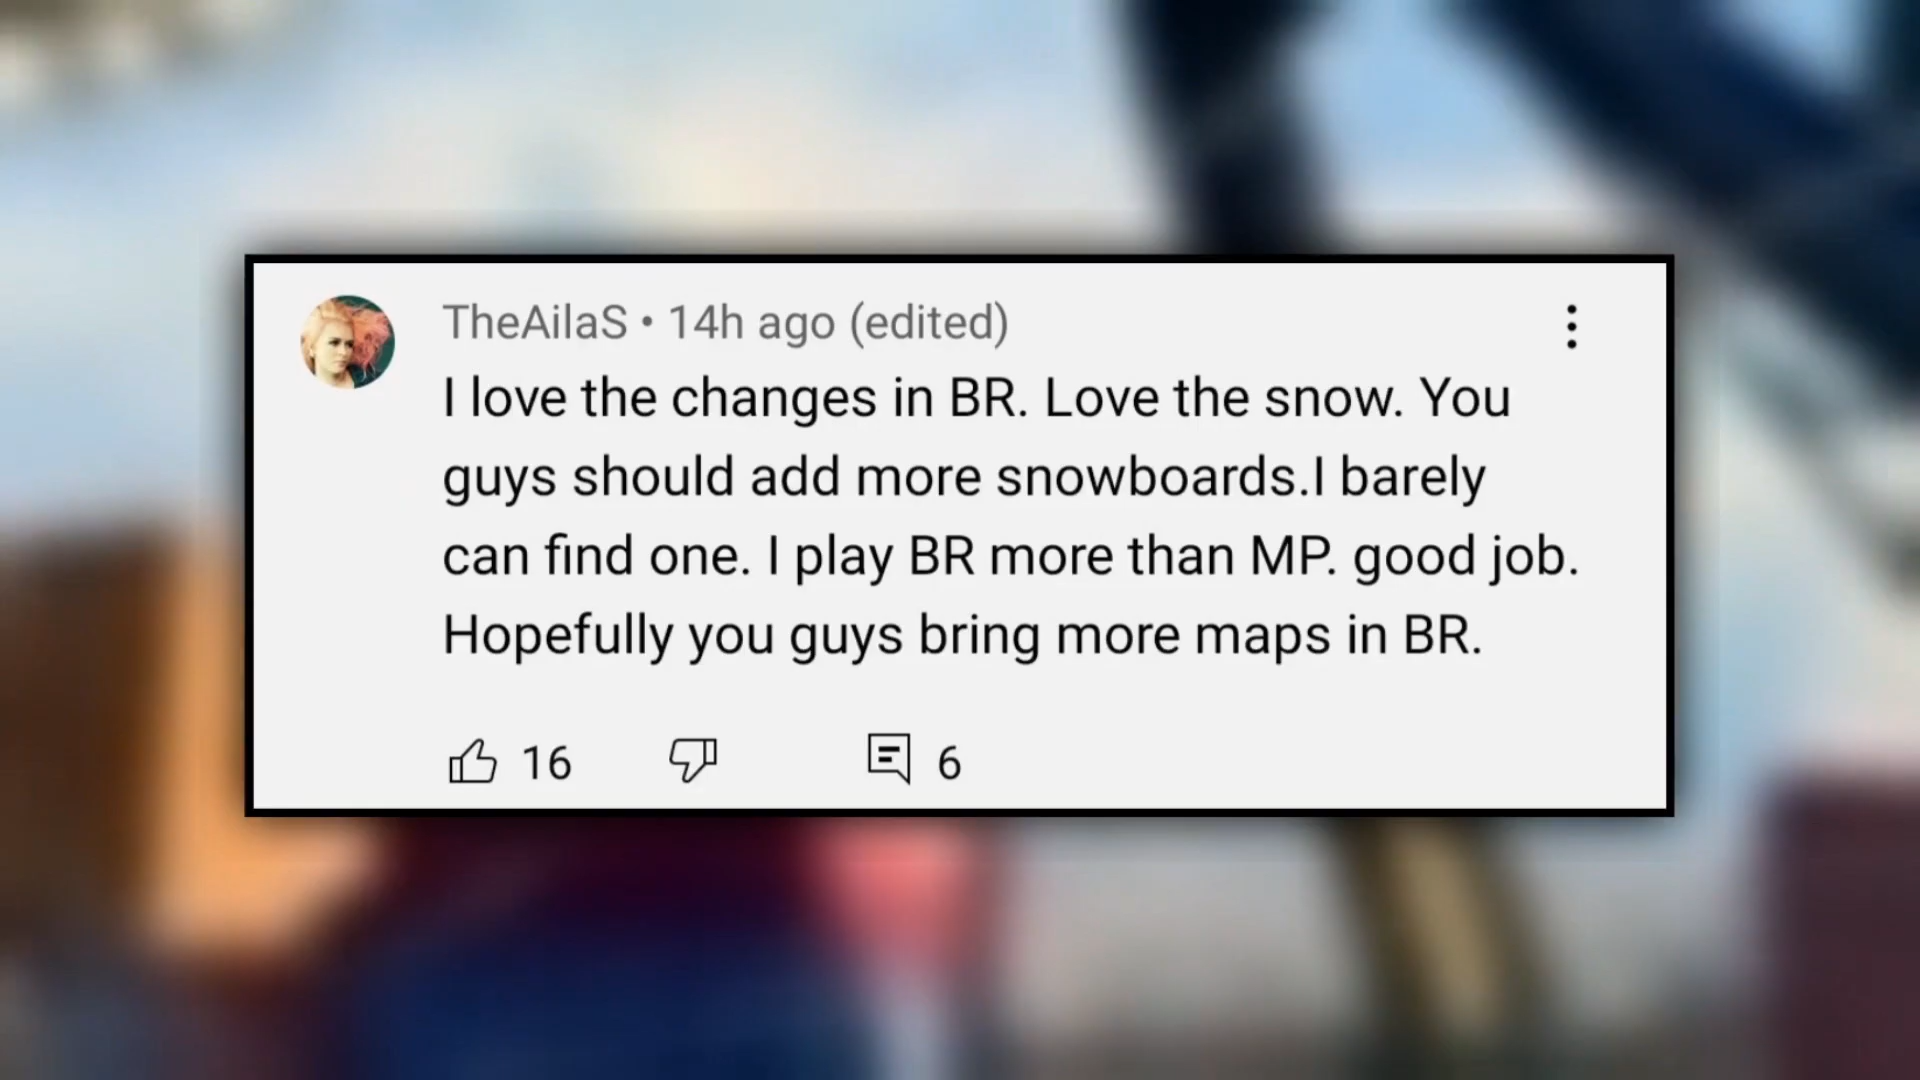 TheAilaS • 14h ago (edited)
I love the changes in BR. Love the snow. You
guys should add more snowboards.I barely
can find one. I play BR more than MP. good job.
Hopefully you guys bring more maps in BR.
16 6